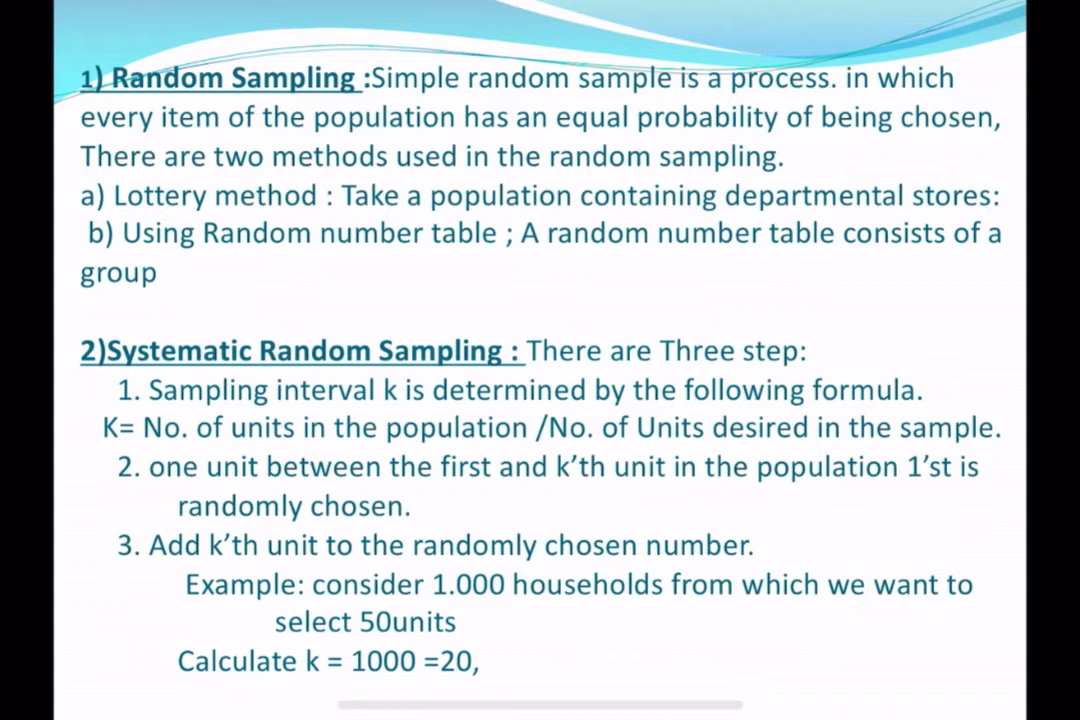 1) Random Sampling :Simple random sample is a process. in which
every item of the population has an equal probability of being chosen,
There are two methods used in the random sampling.
a) Lottery method : Take a population containing departmental stores:
b) Using Random number table ; A random number table consists of a
group
2)Systematic Random Sampling : There are Three step:
1. Sampling interval k is determined by the following formula.
K= No. of units in the population /No. of Units desired in the sample.
2. one unit between the first and k’th unit in the population 1’st is
randomly chosen.
3. Add k’th unit to the randomly chosen number.
Example: consider 1.000 households from which we want to
select 50units
Calculate k = 1000 =20,